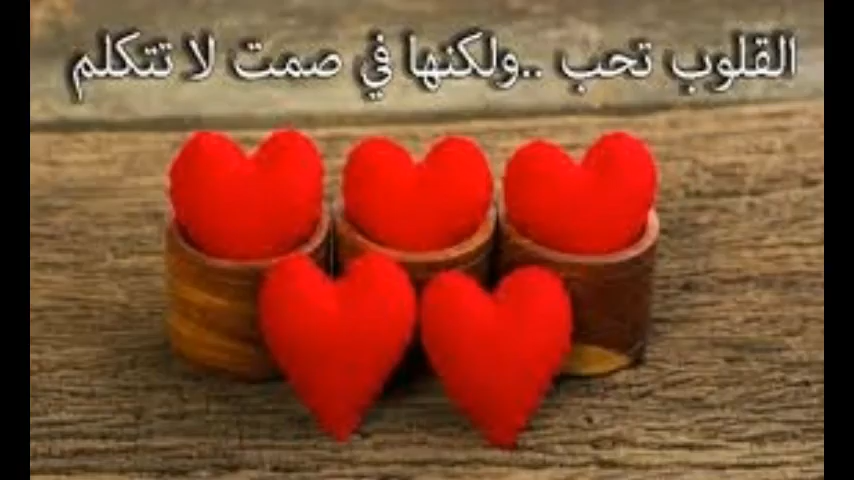 القلوب تحب ..ولكنها في صمت لا تتكلم